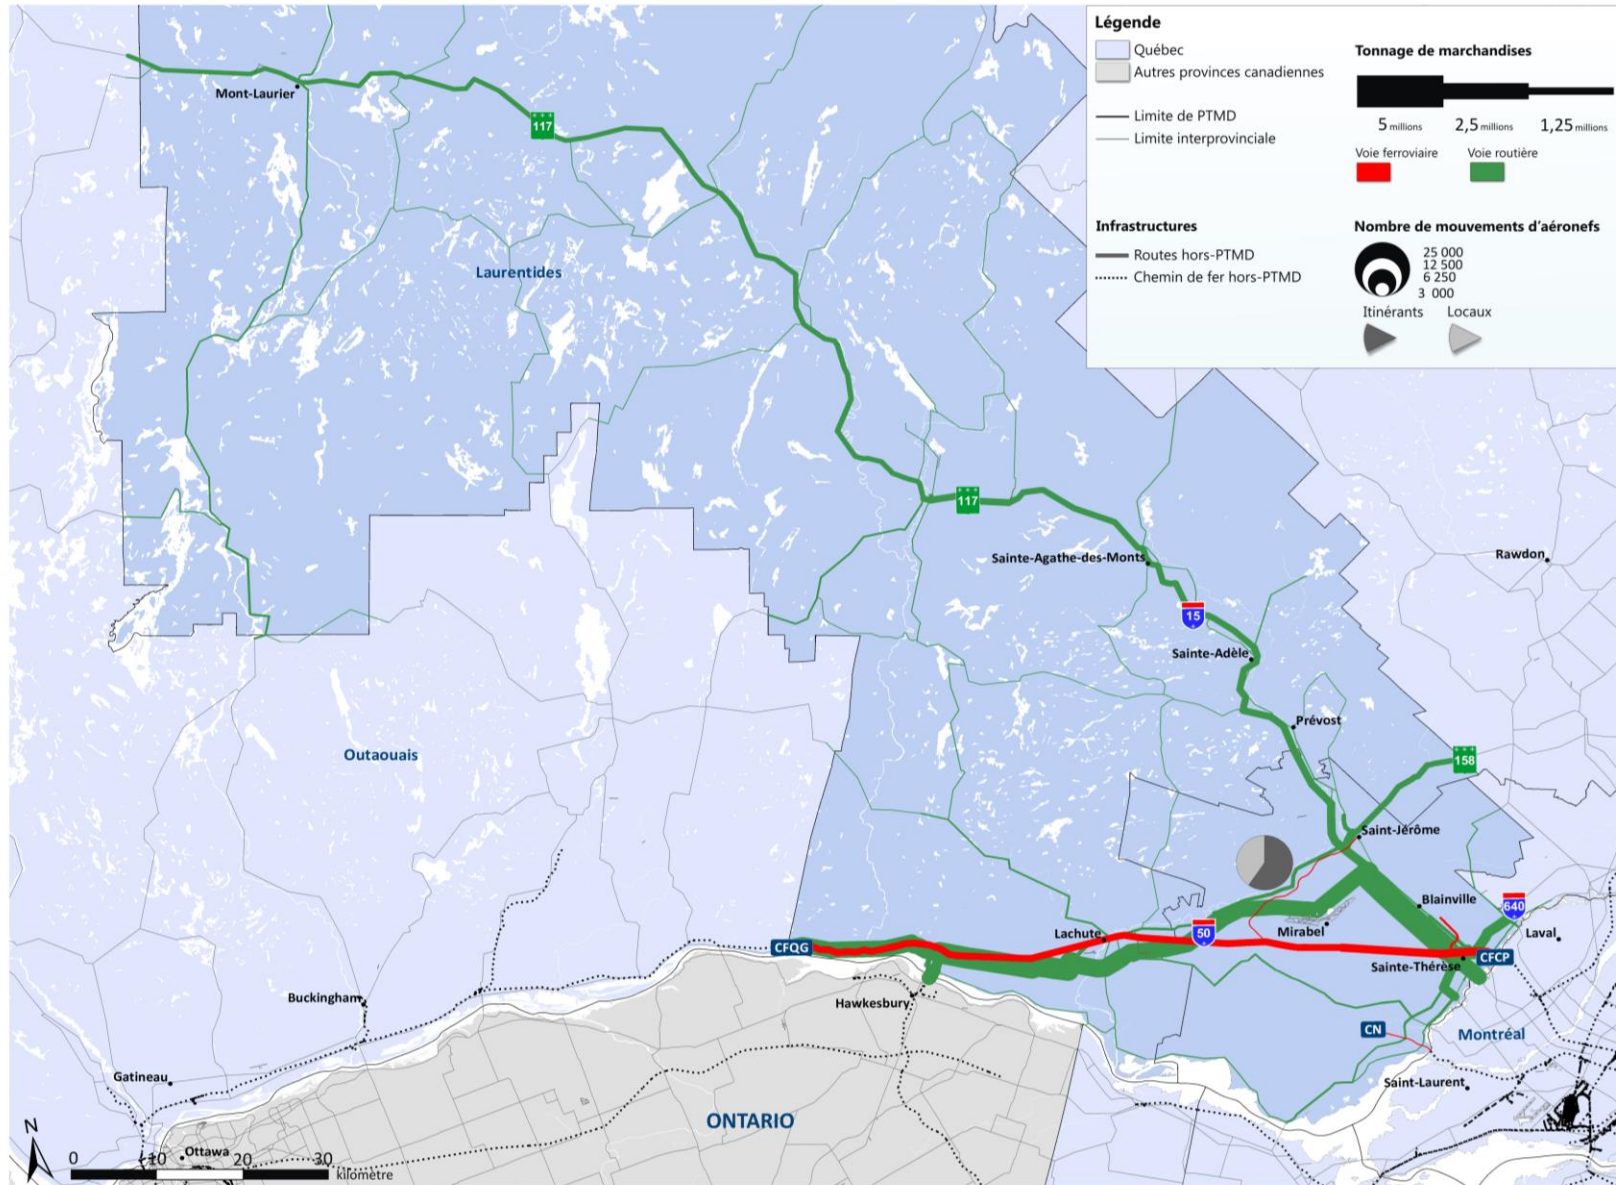 Légende
Québec
Autres provinces canadiennes
Limite de PTMD
Limite interprovinciale
Infrastructures
Routes hors-PTMD
Chemin de fer hors-PTMD
Tonnage de marchandises
5 millions
2,5 millions
1,25 millions
Voie ferroviaire
Voie routière
Nombre de mouvements d'aéronefs
25 000
12 500
6 250
3 000
Itinérants
Locaux
Mont-Laurier
117
Laurentides
117
Sainte-Agathe-des-Monts
Rawdon
15
Sainte-Adèle
Prévost
Outaouais
158
Saint-Jérôme
Blainville
640
Lachute
50
Mirabel
Laval
CFQG
Sainte-Thérèse
CFCP
Buckingham
Hawkesbury
CN
Montréal
Gatineau
Saint-Laurent
ONTARIO
N
Ottawa
0 10 20 30
kilomètre